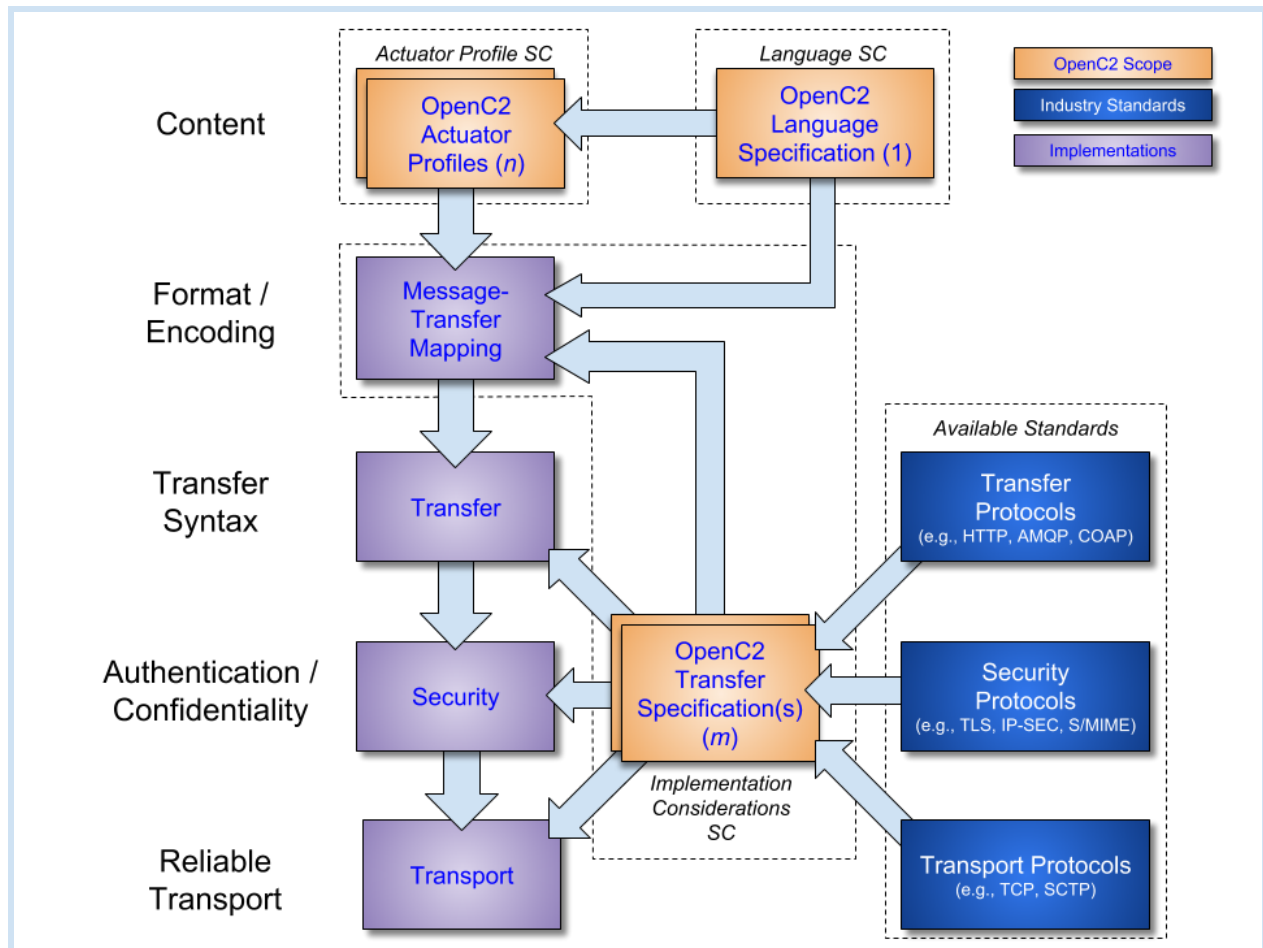 Actuator Profile SC
Language SC
OpenC2 Scope
Industry Standards
Implementations
Content
OpenC2
Actuator
Profiles (n)
OpenC2
Language
Specification (1)
Format /
Encoding
Message-
Transfer
Mapping
Available Standards
Transfer
Syntax
Transfer
Transfer
Protocols
(e.g., HTTP, AMQP, COAP)
Authentication /
Confidentiality
Security
OpenC2
Transfer
Specification(s)
(m)
Security
Protocols
(e.g., TLS, IP-SEC, S/MIME)
Implementation
Considerations
SC
Reliable
Transport
Transport
Transport Protocols
(e.g., TCP, SCTP)